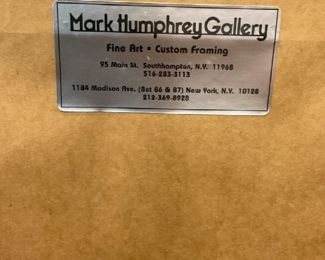 Mark Humphrey Gallery
Fine Art • Custom Framing
95 Main St. Southhampton, N.Y. 11968
516-283-3113
1184 Madison Ave. (Bet 86 & 87) New York, N.Y. 10128
212-369-8928